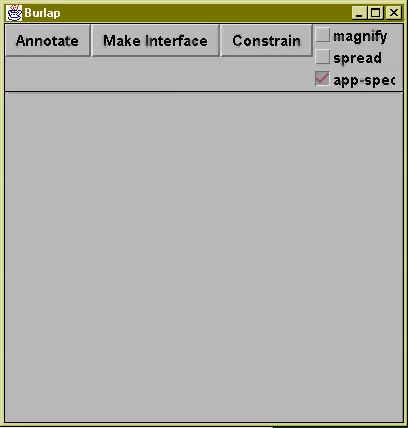 Burlap
Annotate Make Interface Constrain
magnify
spread
app-spec